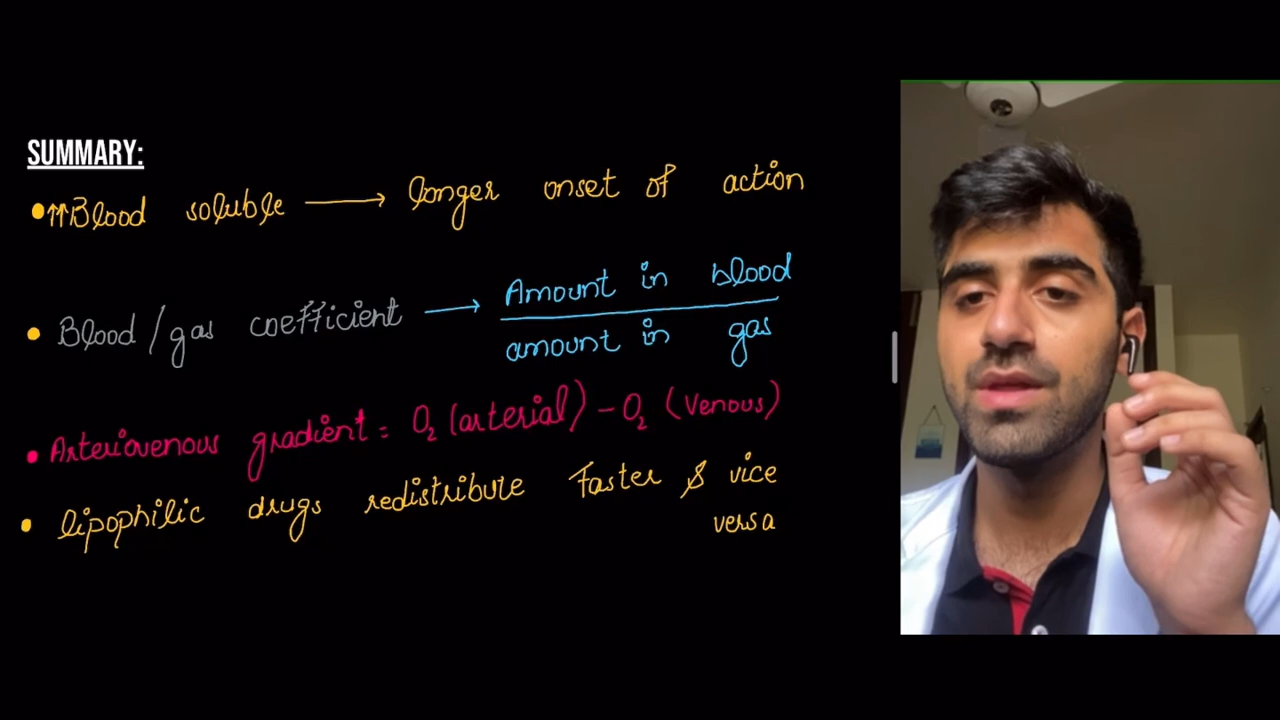 SUMMARY:
• ↑↑Blood soluble → longer onset of action
• Blood / gas coefficient → Amount in blood
amount in gas
• Arteriovenous gradient = O₂ (arterial) – O₂ (Venous)
• lipophilic drugs redistribute Faster & vice
versa